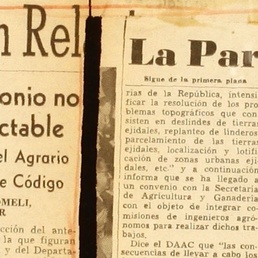 n Rel
onio no
ctable
el Agrario
e Código
OMELI,
R
cción del ante-
la que figuran
y del Departa-
La Par
Sigue de la primera plana
rias de la República, intensi-
ficar la resolución de los pro-
blemas topográficos que con-
sisten en deslindes de tierras
ejidales, replanteo de linderos,
parcelamiento de las tierras
ejidales, localización y lotifi-
cación de zonas urbanas eji-
dales, etc." y a continuación
informa que se ha llegado a
un convenio con la Secretaría
de Agricultura y Ganadería
con el objeto de integrar co-
misiones de ingenieros agró-
nomos para realizar dichos tra-
bajos.
Dice el DAAC que "las con-
secuencias de llevar a cabo los